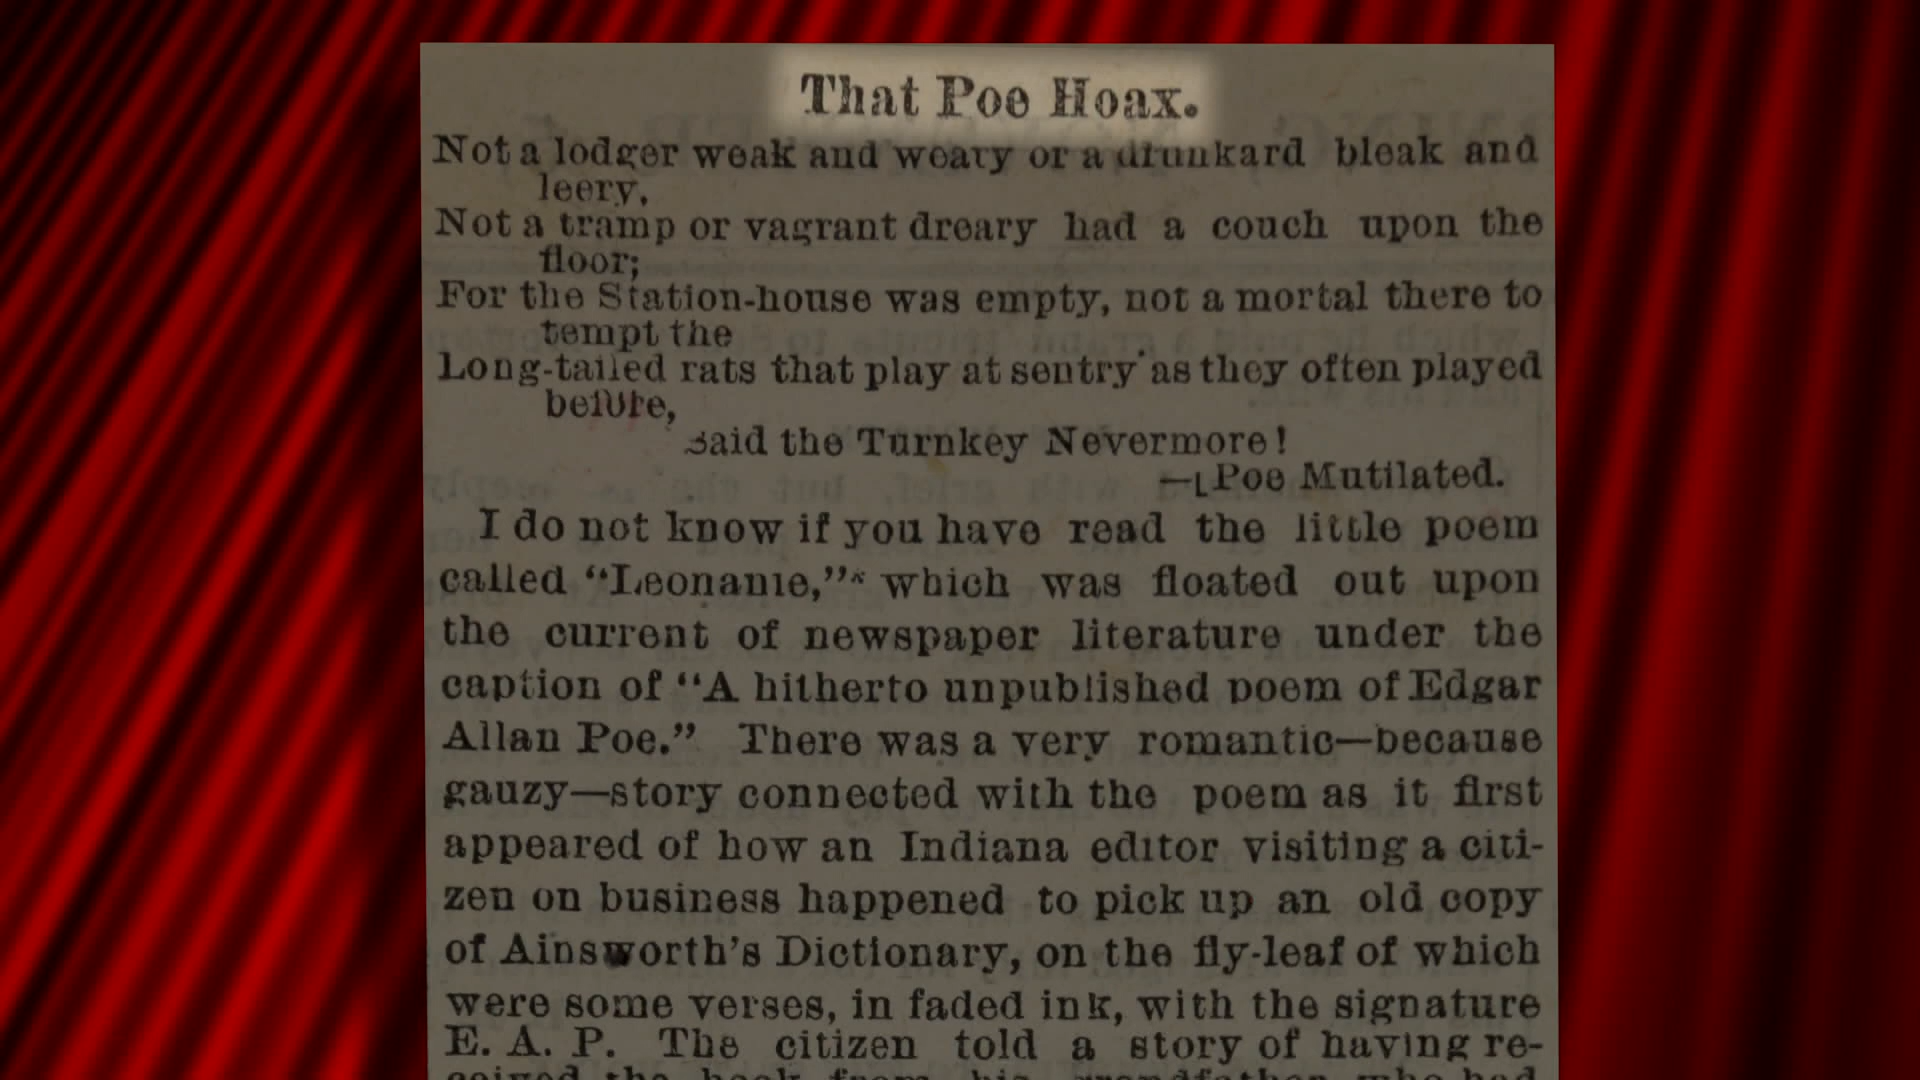 That Poe Hoax.
Not a lodger weak and weary or a drunkard bleak and
leery,
Not a tramp or vagrant dreary had a couch upon the
floor;
For the Station-house was empty, not a mortal there to
tempt the
Long-tailed rats that play at sentry as they often played
before,
said the Turnkey Nevermore!
—[Poe Mutilated.
I do not know if you have read the little poem
called “Leonanie,”* which was floated out upon
the current of newspaper literature under the
caption of “A hitherto unpublished poem of Edgar
Allan Poe.” There was a very romantic—because
gauzy—story connected with the poem as it first
appeared of how an Indiana editor visiting a citi-
zen on business happened to pick up an old copy
of Ainsworth's Dictionary, on the fly-leaf of which
were some verses, in faded ink, with the signature
E. A. P. The citizen told a story of having re-